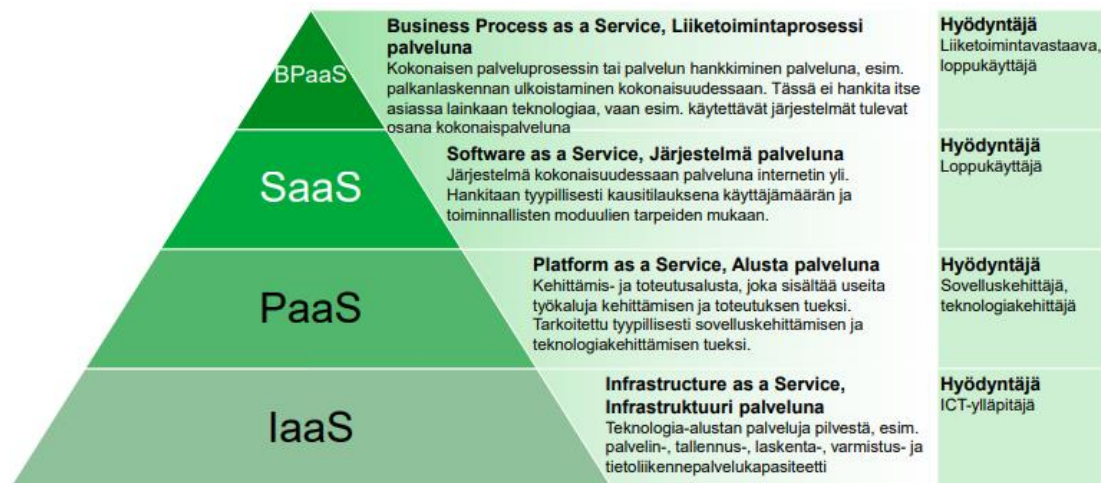 BPaaS
Business Process as a Service, Liiketoimintaprosessi
palveluna
Kokonaisen palveluprosessin tai palvelun hankkiminen palveluna, esim.
palkanlaskennan ulkoistaminen kokonaisuudessaan. Tässä ei hankita itse
asiassa lainkaan teknologiaa, vaan esim. käytettävät järjestelmät tulevat
osana kokonaispalveluna
Hyödyntäjä
Liiketoimintavastaava,
loppukäyttäjä
SaaS
Software as a Service, Järjestelmä palveluna
Järjestelmä kokonaisuudessaan palveluna internetin yli.
Hankitaan tyypillisesti kausitilauksena käyttäjämäärän ja
toiminnallisten moduulien tarpeiden mukaan.
Hyödyntäjä
Loppukäyttäjä
PaaS
Platform as a Service, Alusta palveluna
Kehittämis- ja toteutusalusta, joka sisältää useita
työkaluja kehittämisen ja toteutuksen tueksi.
Tarkoitettu tyypillisesti sovelluskehittämisen ja
teknologiakehittämisen tueksi.
Hyödyntäjä
Sovelluskehittäjä,
teknologiakehittäjä
IaaS
Infrastructure as a Service,
Infrastruktuuri palveluna
Teknologia-alustan palveluja pilvestä, esim.
palvelin-, tallennus-, laskenta-, varmistus- ja
tietoliikennepalvelukapasiteetti
Hyödyntäjä
ICT-ylläpitäjä